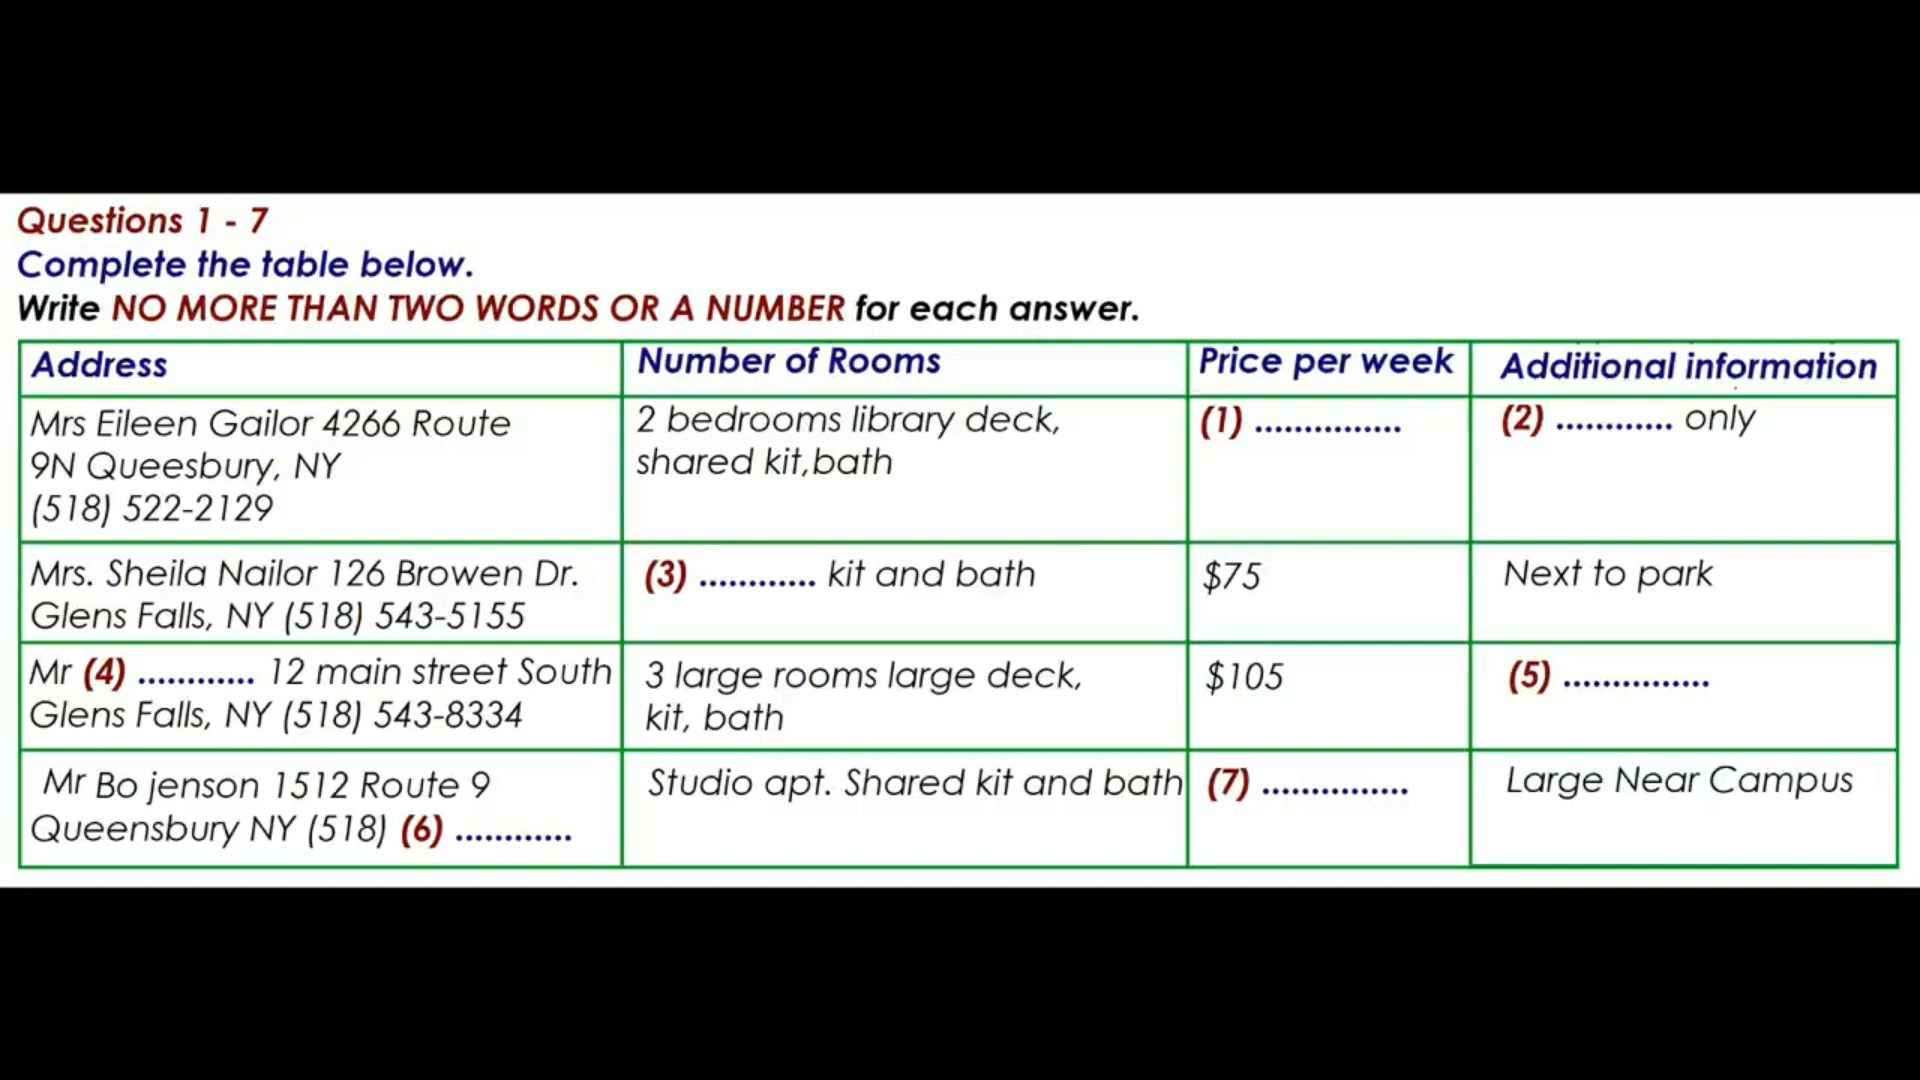 Questions 1 - 7
Complete the table below.
Write NO MORE THAN TWO WORDS OR A NUMBER for each answer.
Address
Number of Rooms
Price per week
Additional information
Mrs Eileen Gailor 4266 Route
9N Queesbury, NY
(518) 522-2129
2 bedrooms library deck,
shared kit,bath
(1) ...............
(2) ............ only
Mrs. Sheila Nailor 126 Browen Dr.
Glens Falls, NY (518) 543-5155
(3) ............ kit and bath
$75
Next to park
Mr (4) ............ 12 main street South
Glens Falls, NY (518) 543-8334
3 large rooms large deck,
kit, bath
$105
(5) ...............
Mr Bo jenson 1512 Route 9
Queensbury NY (518) (6) ............
Studio apt. Shared kit and bath
(7) ...............
Large Near Campus